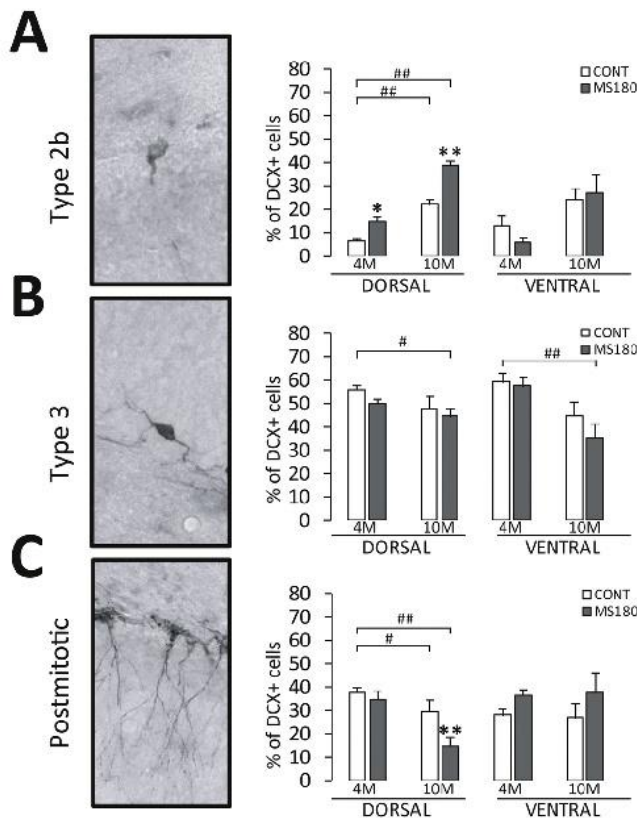 A
Type 2b
% of DCX+ cells
80
70
60
50
40
30
20
10
0
##
##
*
**
CONT
MS180
4M
10M
4M
10M
DORSAL
VENTRAL
B
Type 3
% of DCX+ cells
80
70
60
50
40
30
20
10
0
#
##
CONT
MS180
4M
10M
4M
10M
DORSAL
VENTRAL
C
Postmitotic
% of DCX+ cells
80
70
60
50
40
30
20
10
0
##
#
**
CONT
MS180
4M
10M
4M
10M
DORSAL
VENTRAL